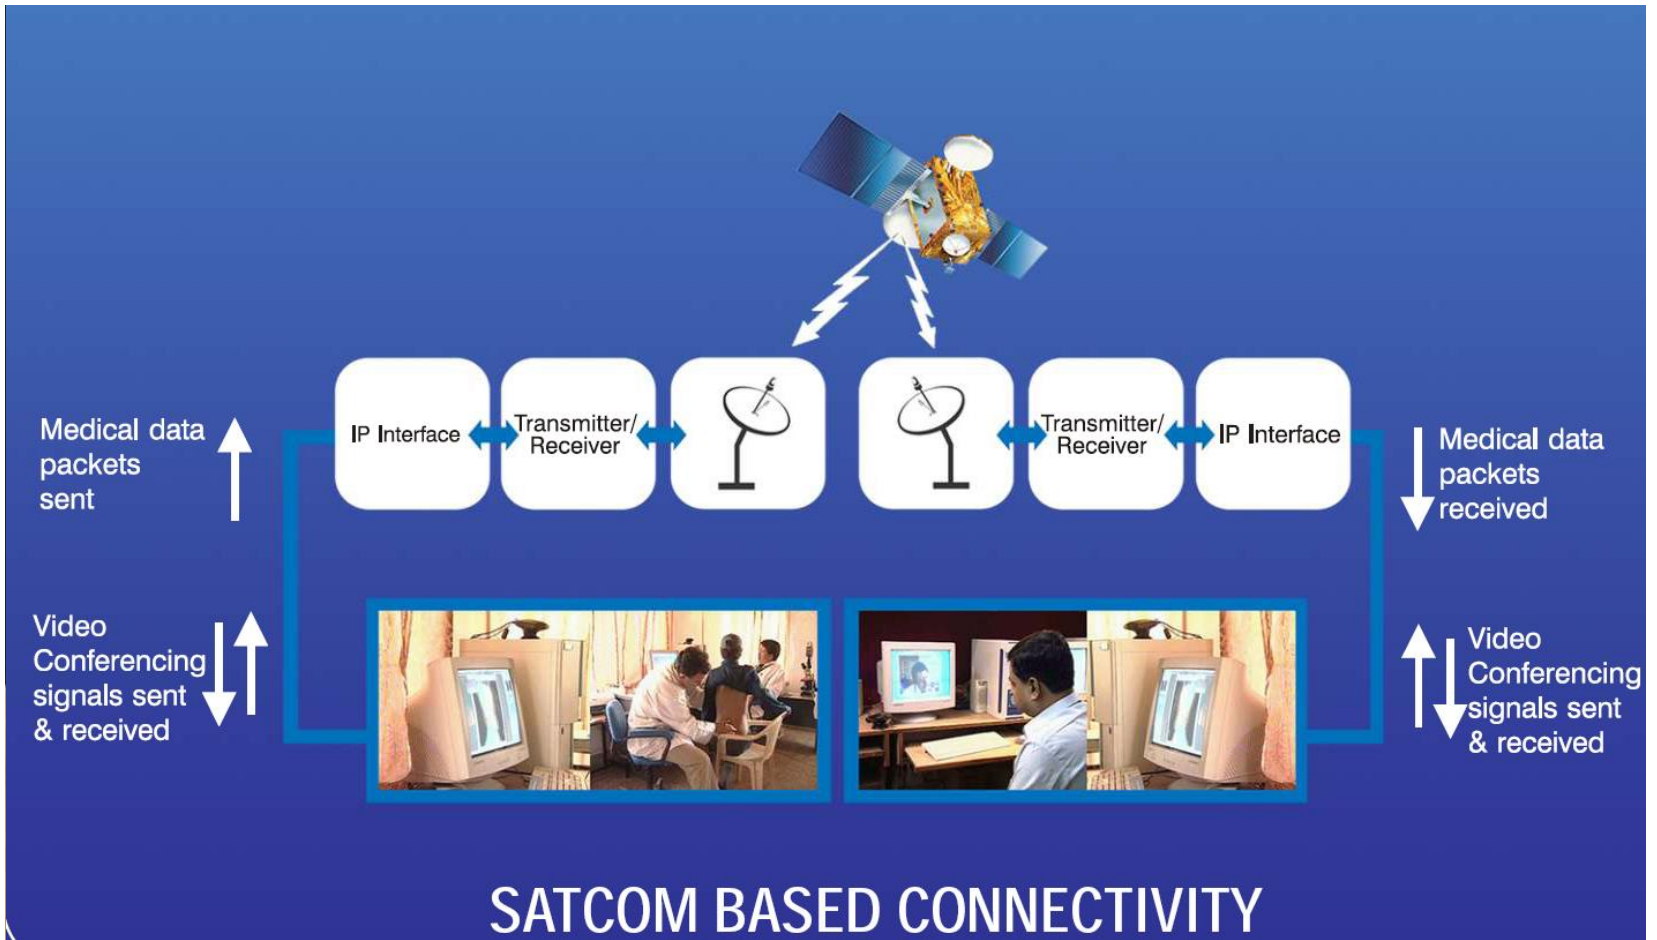 IP Interface
Transmitter/
Receiver
Transmitter/
Receiver
IP Interface
Medical data
packets
sent
Medical data
packets
received
Video
Conferencing
signals sent
& received
Video
Conferencing
signals sent
& received
SATCOM BASED CONNECTIVITY